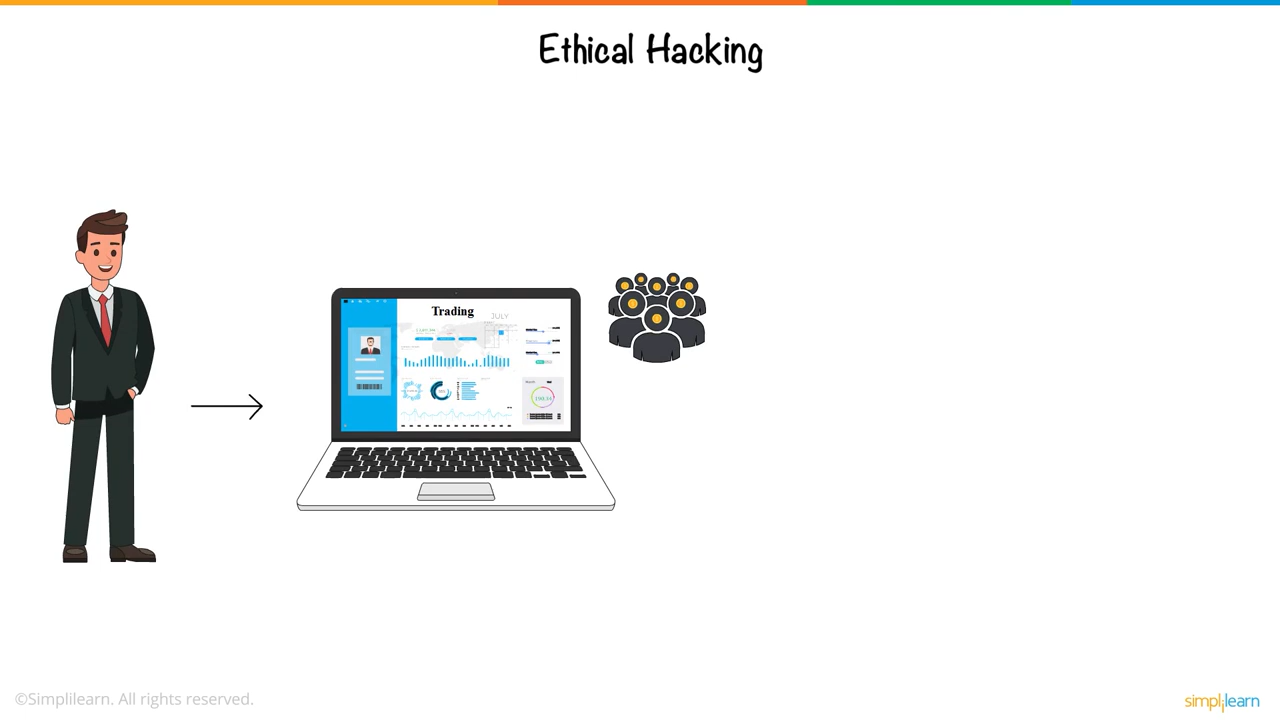 Ethical Hacking
Trading
JULY
©Simplilearn. All rights reserved.
simplilearn